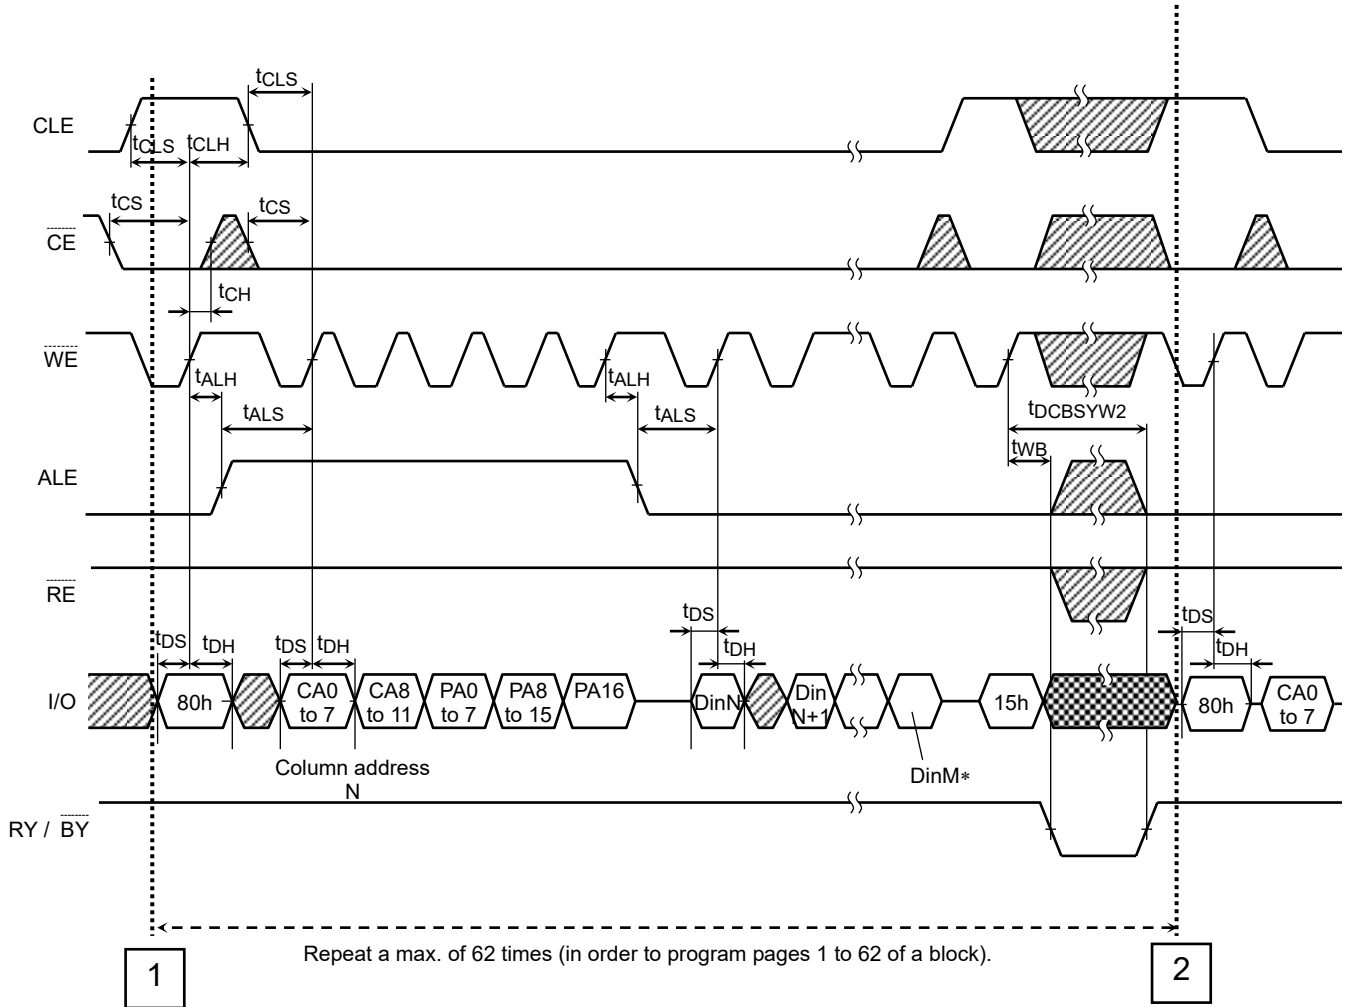 tCLS
CLE
tCLS
tCLH
tCS
tCS
CE
tCH
WE
tALH
tALH
tALS
tALS
tDCBSYW2
tWB
ALE
RE
tDS
tDH
tDS
tDH
tDS
tDH
tDS
tDH
I/O
80h
CA0
to 7
CA8
to 11
PA0
to 7
PA8
to 15
PA16
DinN
Din
N+1
15h
80h
CA0
to 7
DinM*
Column address
N
RY / BY
Repeat a max. of 62 times (in order to program pages 1 to 62 of a block).
1
2